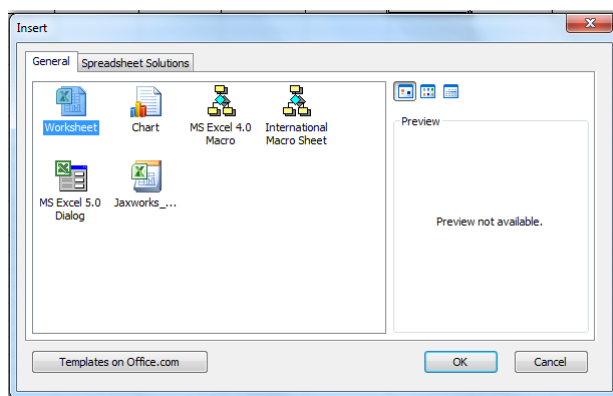 Insert
General
Spreadsheet Solutions
Worksheet
Chart
MS Excel 4.0
Macro
International
Macro Sheet
MS Excel 5.0
Dialog
Jaxworks_...
Preview
Preview not available.
Templates on Office.com
OK
Cancel